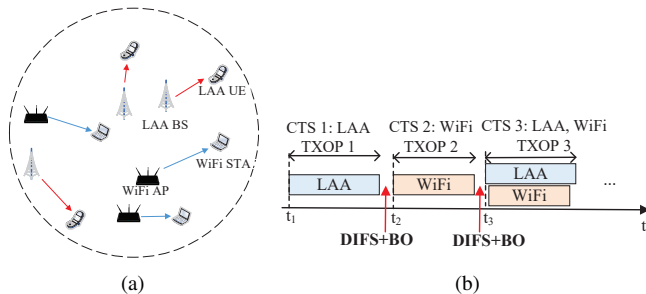 LAA UE
LAA BS
WiFi STA
WiFi AP
(a)
CTS 1: LAA
TXOP 1
CTS 2: WiFi
TXOP 2
CTS 3: LAA, WiFi
TXOP 3
LAA
WiFi
LAA
WiFi
...
t1
t2
t3
t
DIFS+BO
DIFS+BO
(b)